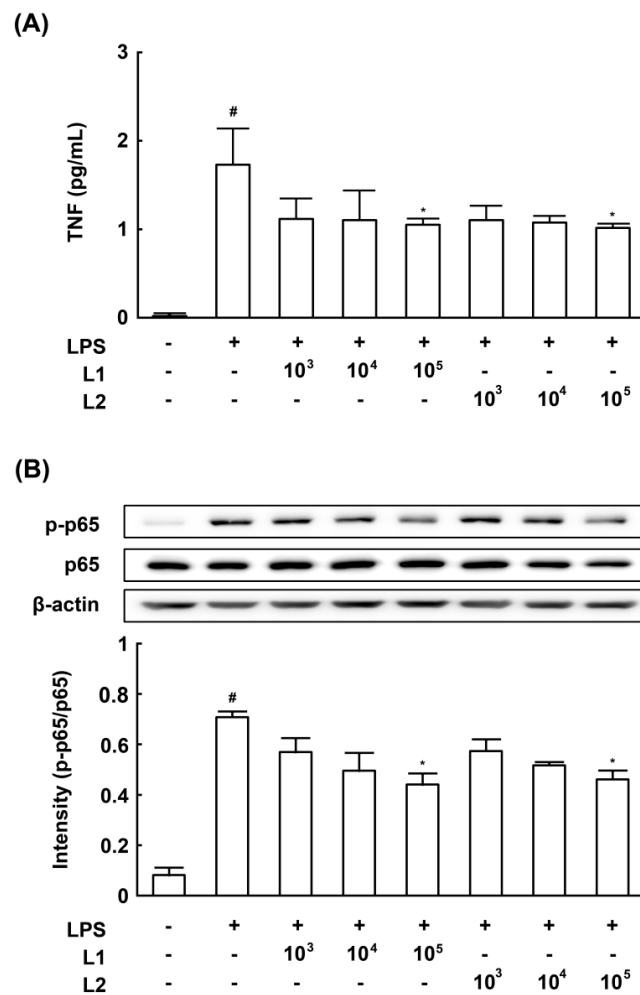 (A)
3
2
1
0
TNF (pg/mL)
#
*
*
LPS - + + + + + + +
L1 - - 10³ 10⁴ 10⁵ - - -
L2 - - - - - 10³ 10⁴ 10⁵
(B)
p-p65
p65
β-actin
1
0.8
0.6
0.4
0.2
0
Intensity (p-p65/p65)
#
*
*
LPS - + + + + + + +
L1 - - 10³ 10⁴ 10⁵ - - -
L2 - - - - - 10³ 10⁴ 10⁵